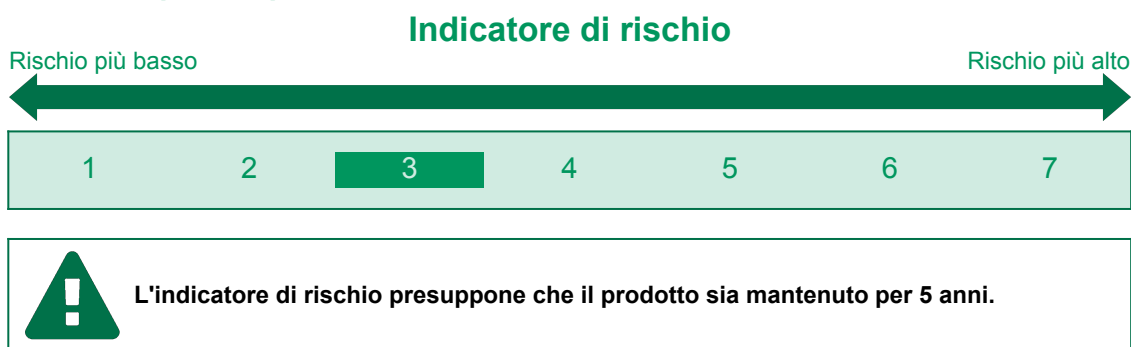 Indicatore di rischio
Rischio più basso Rischio più alto
1 2 3 4 5 6 7
L'indicatore di rischio presuppone che il prodotto sia mantenuto per 5 anni.